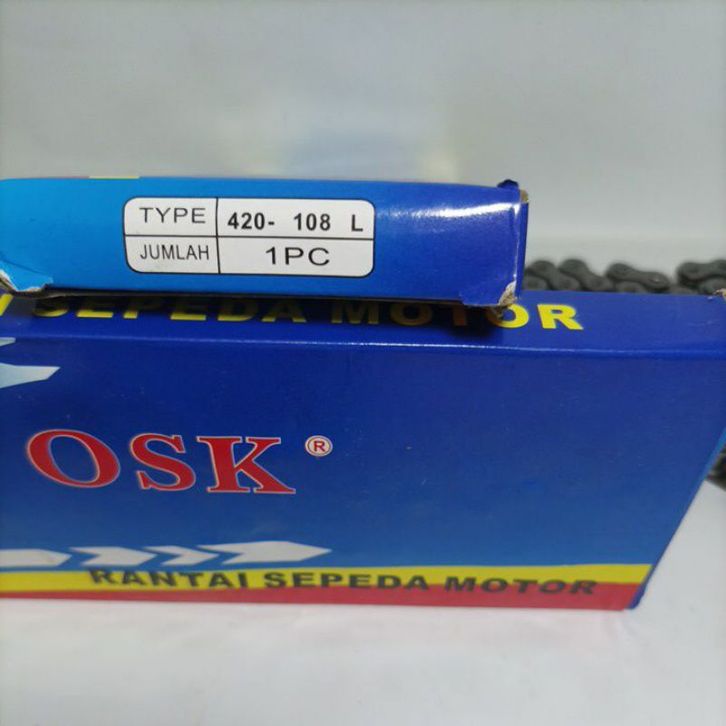 TYPE 420- 108 L
JUMLAH 1PC
SEPEDA MOTOR
OSK®
RANTAI SEPEDA MOTOR